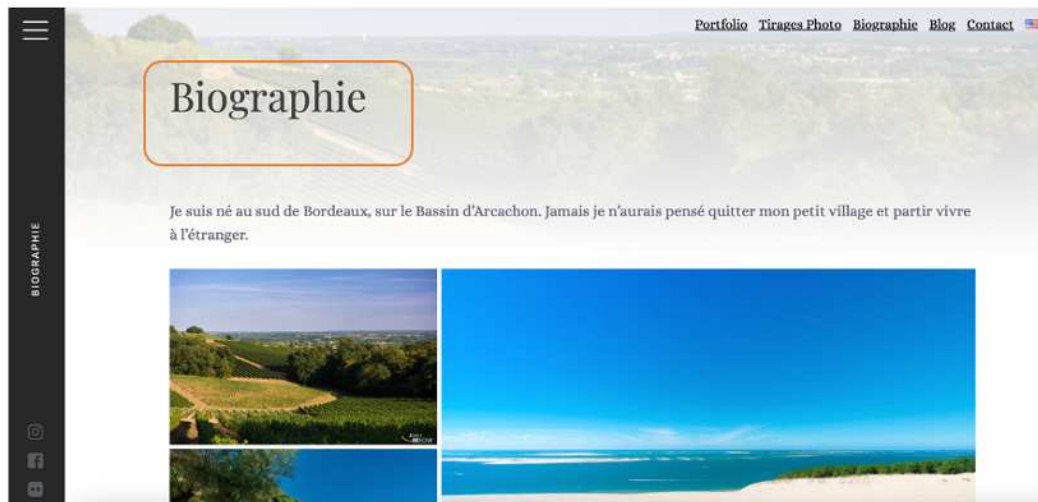 Portfolio Tirages Photo Biographie Blog Contact
Biographie
Je suis né au sud de Bordeaux, sur le Bassin d'Arcachon. Jamais je n'aurais pensé quitter mon petit village et partir vivre
à l'étranger.
BIOGRAPHIE